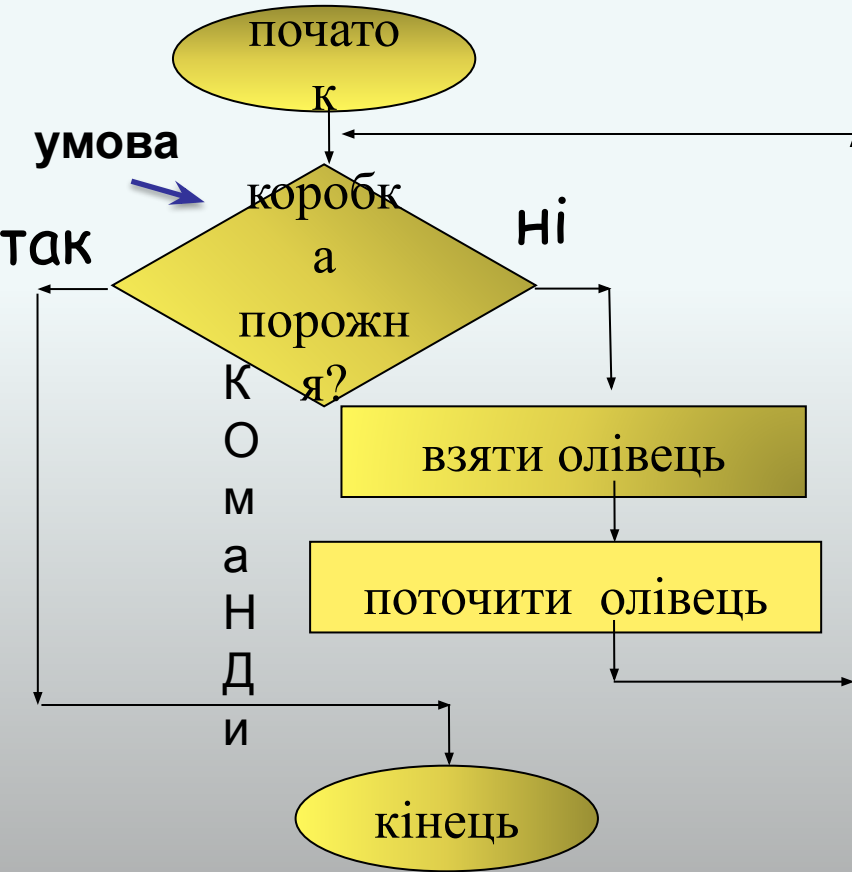 почато
к
умова
коробк
а
порожн
я?
так
ні
К
О
м
а
Н
Д
и
взяти олівець
поточити олівець
кінець